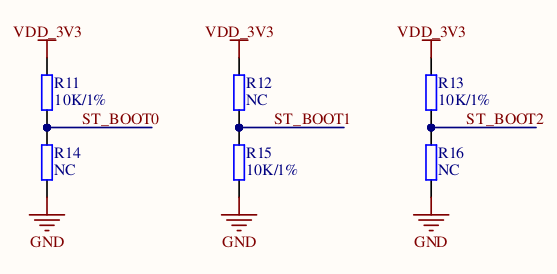 VDD_3V3
R11
10K/1%
ST_BOOT0
R14
NC
GND
VDD_3V3
R12
NC
ST_BOOT1
R15
10K/1%
GND
VDD_3V3
R13
10K/1%
ST_BOOT2
R16
NC
GND